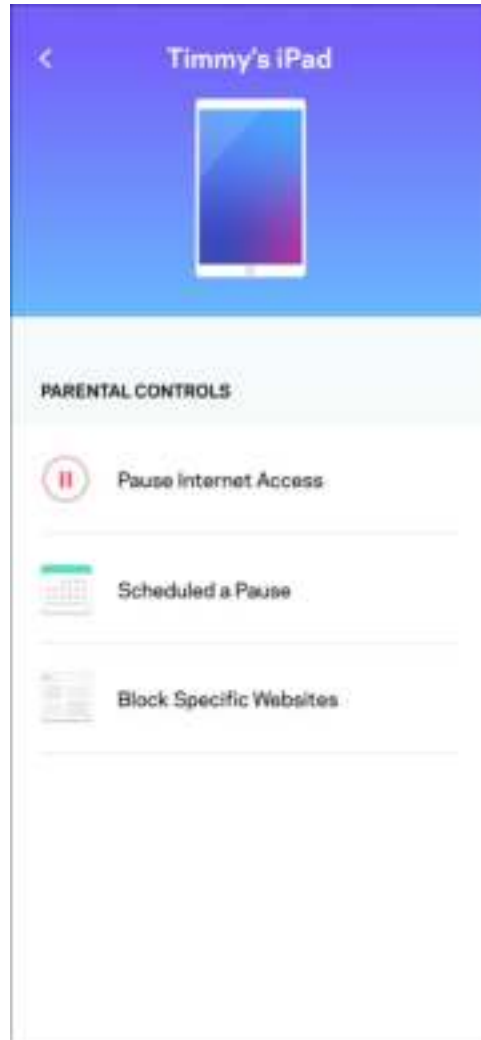 Timmy's iPad
PARENTAL CONTROLS
Pause Internet Access
Scheduled a Pause
Block Specific Websites